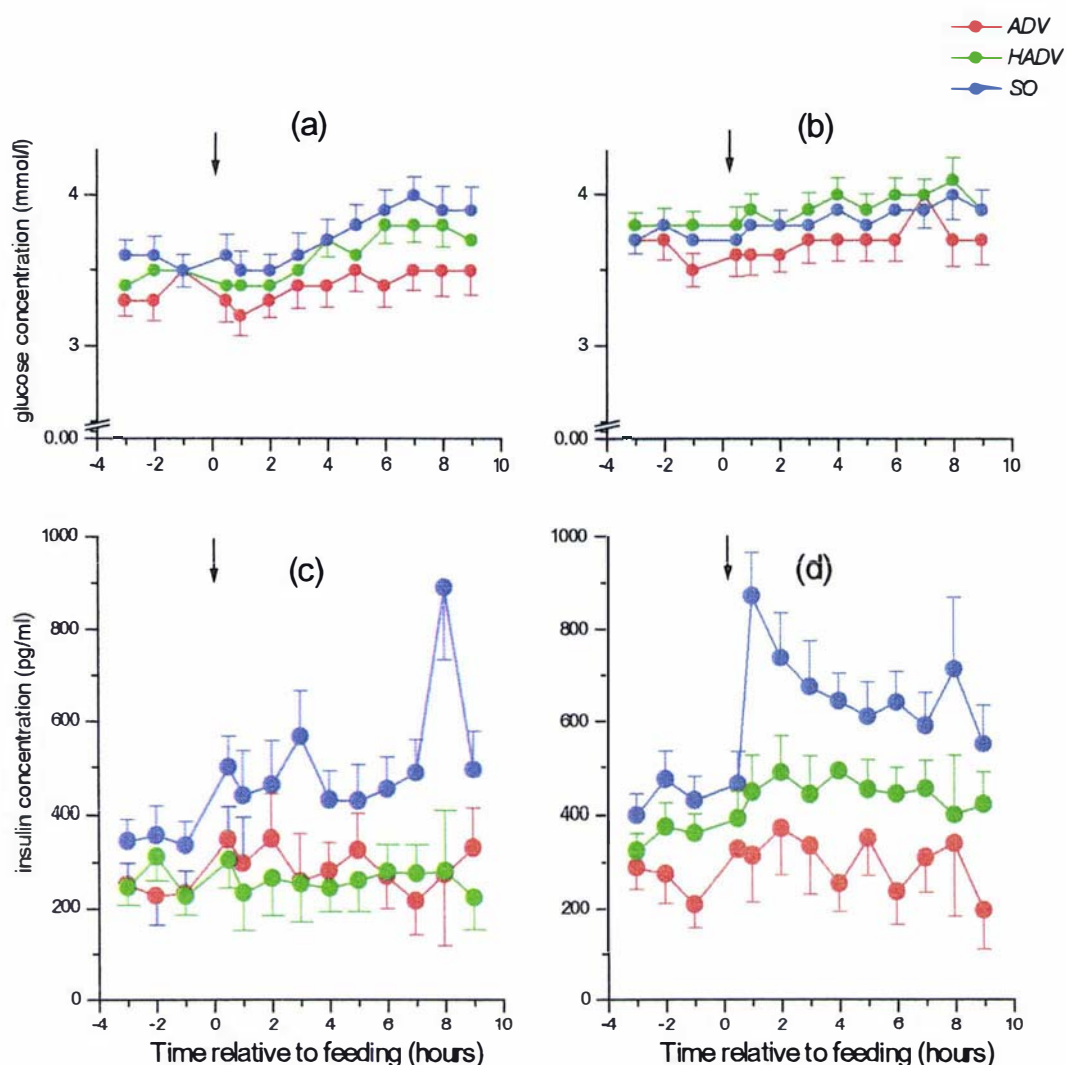 ADV
HADV
SO
(a)
(b)
glucose concentration (mmol/l)
4
3
0.00
-4 -2 0 2 4 6 8 10
4
3
0.00
-4 -2 0 2 4 6 8 10
(c)
(d)
insulin concentration (pg/ml)
1000
800
600
400
200
0
-4 -2 0 2 4 6 8 10
Time relative to feeding (hours)
1000
800
600
400
200
0
-4 -2 0 2 4 6 8 10
Time relative to feeding (hours)